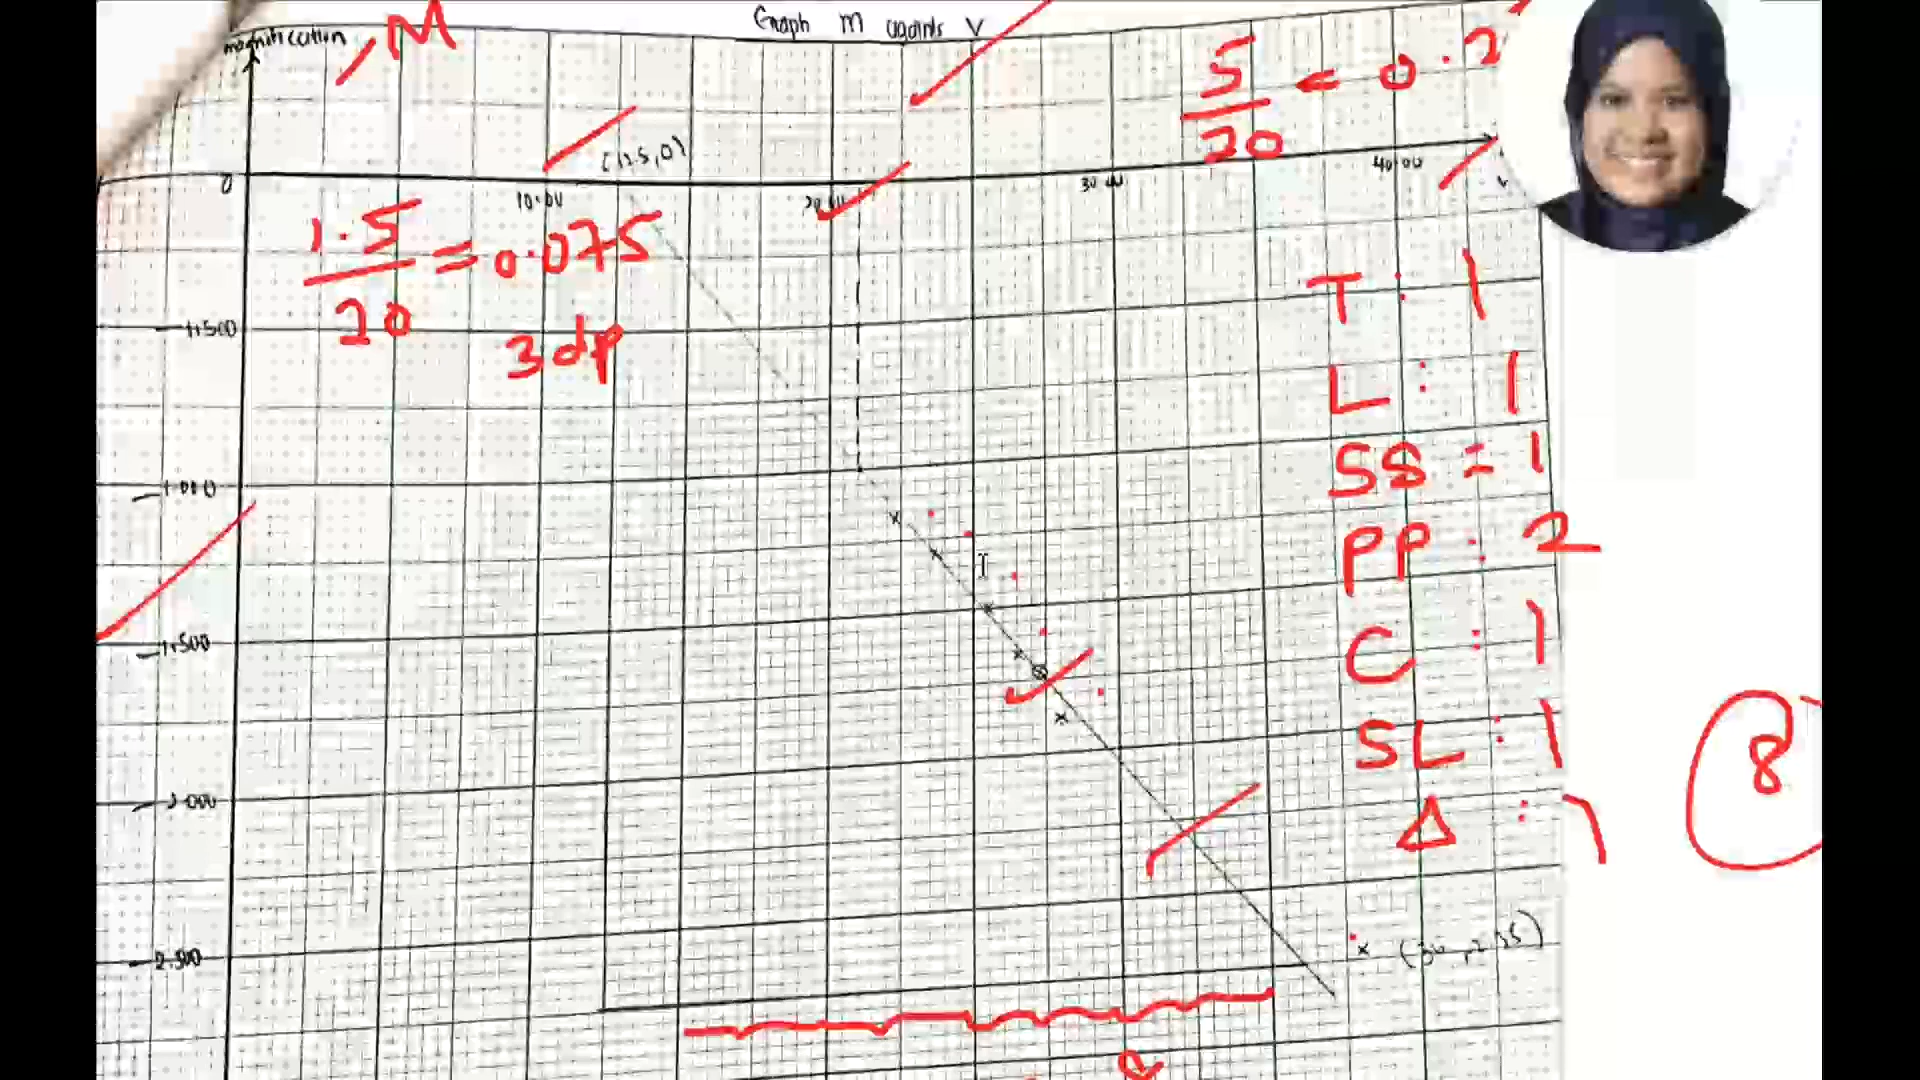 Graph m againts v
magnification
M
5/20 = 0.2
(12.5, 0)
0
10.00
20.00
30.00
40.00
v
1.5/20 = 0.075
3dp
-1.500
-1.000
-1.500
-2.000
-2.500
T : 1
L : 1
SS = 1
PP : 2
C : 1
SL : 1
Δ : 1
8